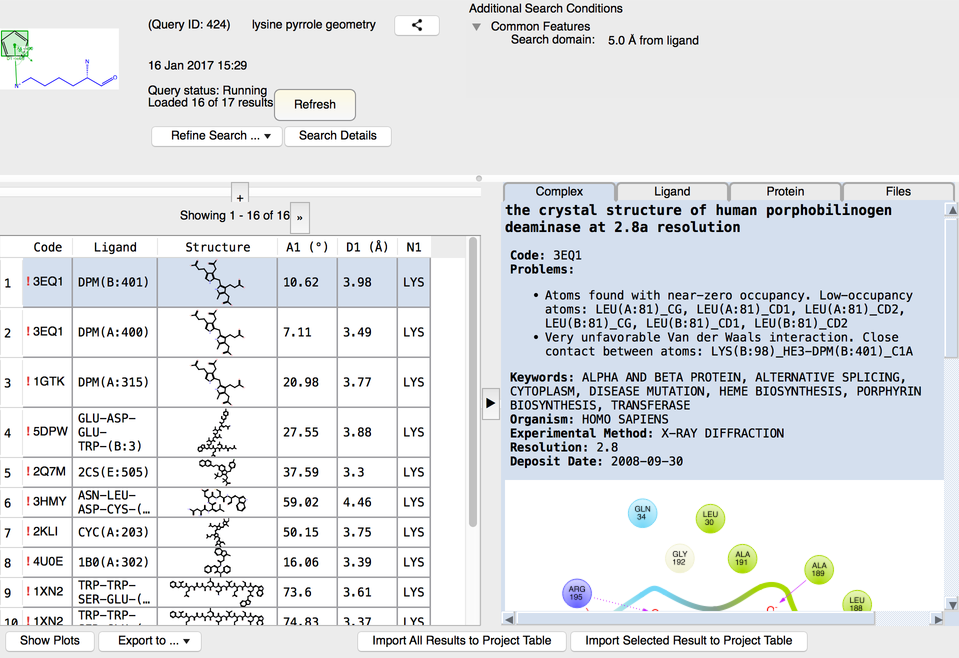 (Query ID: 424) lysine pyrrole geometry
16 Jan 2017 15:29
Query status: Running
Loaded 16 of 17 results
Refresh
Refine Search ... ▼ Search Details
Additional Search Conditions
▼ Common Features
Search domain: 5.0 Å from ligand
N
N
O
+
Showing 1 - 16 of 16 »
Code Ligand Structure A1 (°) D1 (Å) N1
1 ! 3EQ1 DPM(B:401) 10.62 3.98 LYS
2 ! 3EQ1 DPM(A:400) 7.11 3.49 LYS
3 ! 1GTK DPM(A:315) 20.98 3.77 LYS
4 ! 5DPW GLU-ASP-
GLU-
TRP-(B:3) 27.55 3.88 LYS
5 ! 2Q7M 2CS(E:505) 37.59 3.3 LYS
6 ! 3HMY ASN-LEU-
ASP-CYS-(… 59.02 4.46 LYS
7 ! 2KLI CYC(A:203) 50.15 3.75 LYS
8 ! 4U0E 1B0(A:302) 16.06 3.39 LYS
9 ! 1XN2 TRP-TRP-
SER-GLU-(… 73.6 3.61 LYS
10 ! 1XN2 TRP-TRP- 74.83 3.37 LYS
Show Plots Export to ... ▼ Import All Results to Project Table Import Selected Result to Project Table
Complex Ligand Protein Files
the crystal structure of human porphobilinogen
deaminase at 2.8a resolution
Code: 3EQ1
Problems:
• Atoms found with near-zero occupancy. Low-occupancy
atoms: LEU(A:81)_CG, LEU(A:81)_CD1, LEU(A:81)_CD2,
LEU(B:81)_CG, LEU(B:81)_CD1, LEU(B:81)_CD2
• Very unfavorable Van der Waals interaction. Close
contact between atoms: LYS(B:98)_HE3-DPM(B:401)_C1A
Keywords: ALPHA AND BETA PROTEIN, ALTERNATIVE SPLICING,
CYTOPLASM, DISEASE MUTATION, HEME BIOSYNTHESIS, PORPHYRIN
BIOSYNTHESIS, TRANSFERASE
Organism: HOMO SAPIENS
Experimental Method: X-RAY DIFFRACTION
Resolution: 2.8
Deposit Date: 2008-09-30
GLN
34
LEU
30
GLY
192
ALA
191
ALA
189
ARG
195
LEU
188
O-